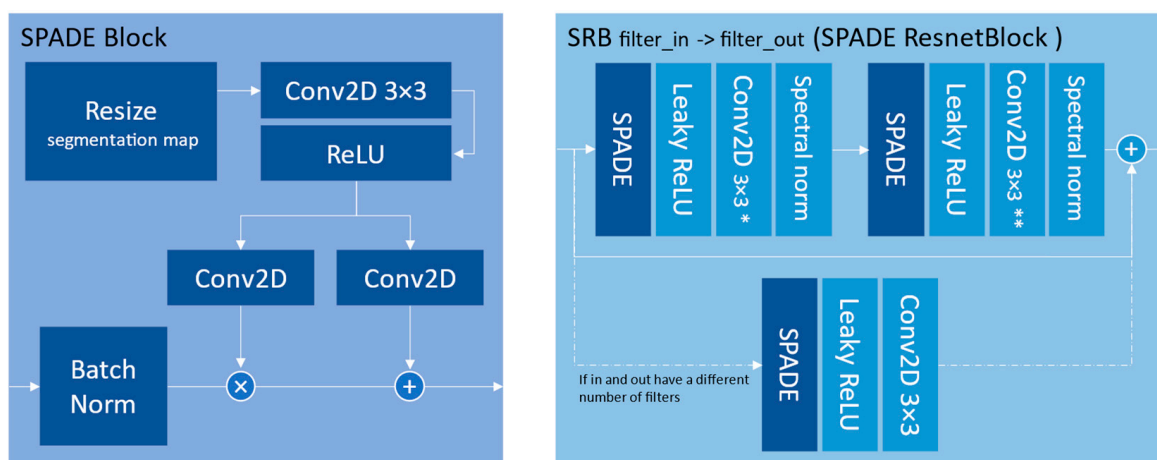 SPADE Block
Resize
segmentation map
Conv2D 3×3
ReLU
Conv2D
Conv2D
Batch
Norm
×
+
SRB filter_in -> filter_out (SPADE ResnetBlock )
SPADE
Leaky ReLU
Conv2D 3×3 *
Spectral norm
SPADE
Leaky ReLU
Conv2D 3×3 **
Spectral norm
+
If in and out have a different
number of filters
SPADE
Leaky ReLU
Conv2D 3×3